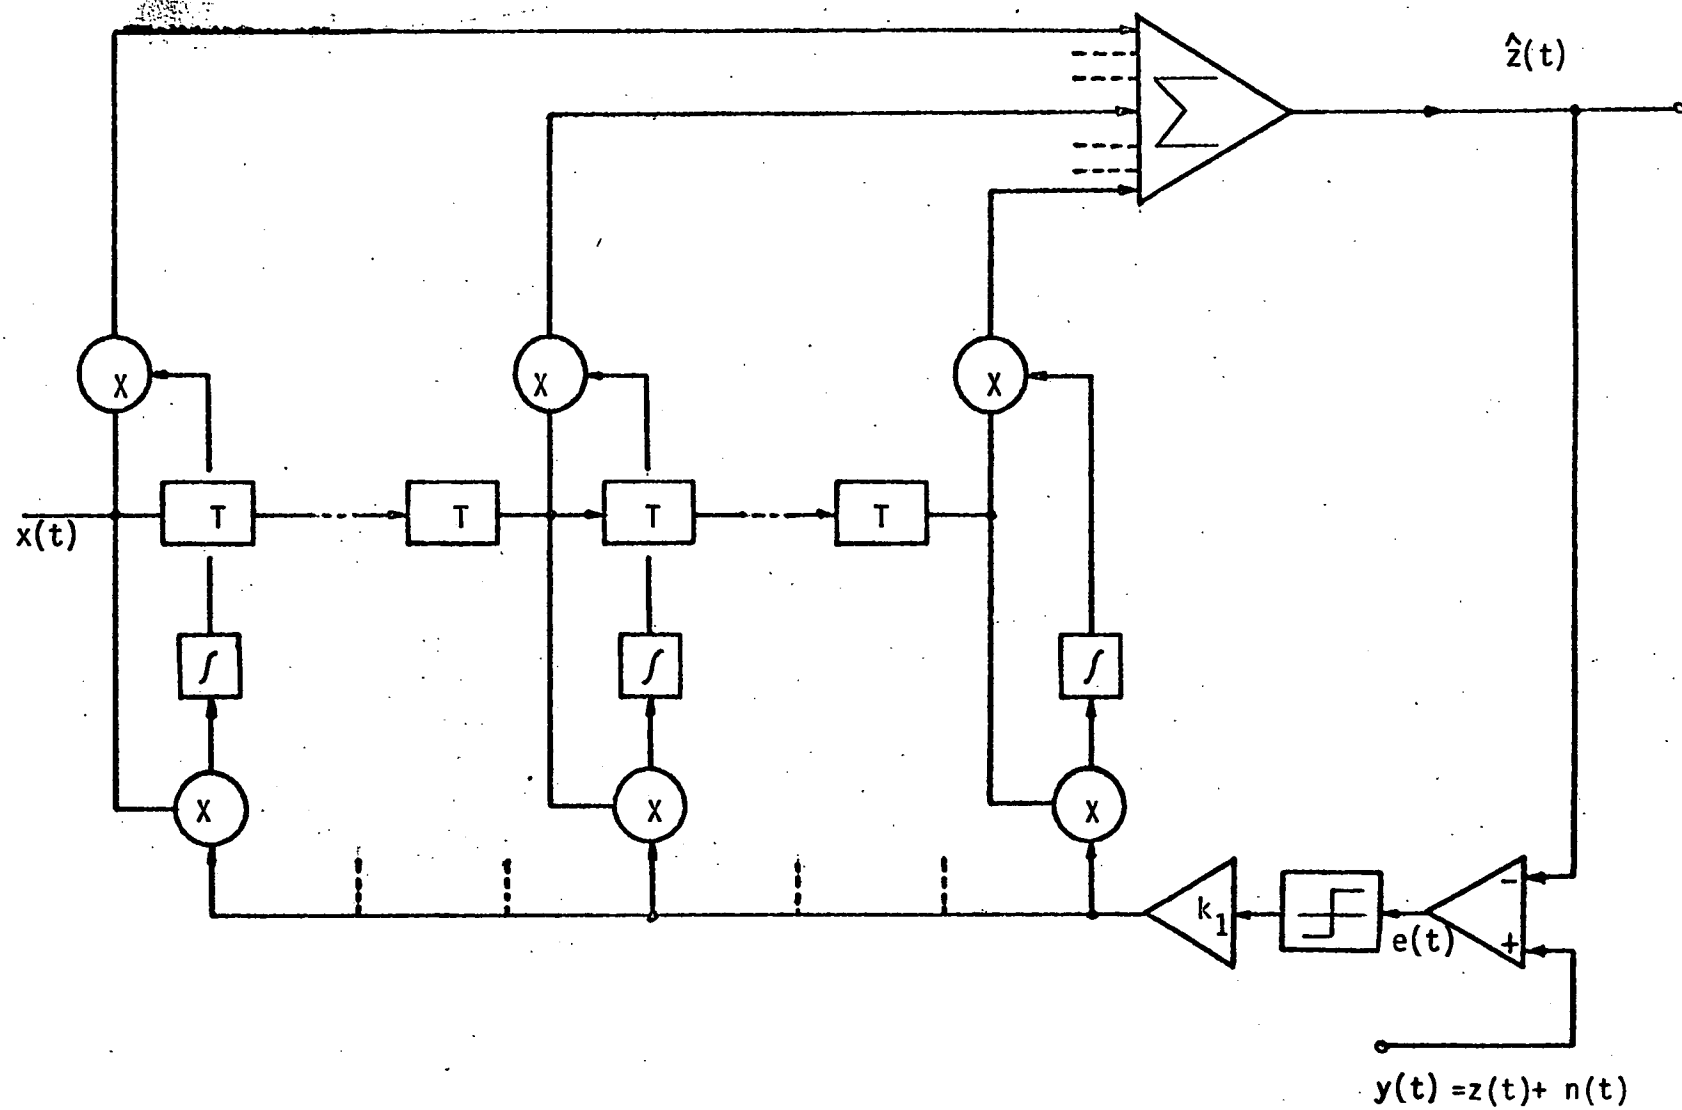 ẑ(t)
Σ
X X X
x(t) T T T T
∫ ∫ ∫
X X X
k₁ e(t) - +
y(t) =z(t)+ n(t)